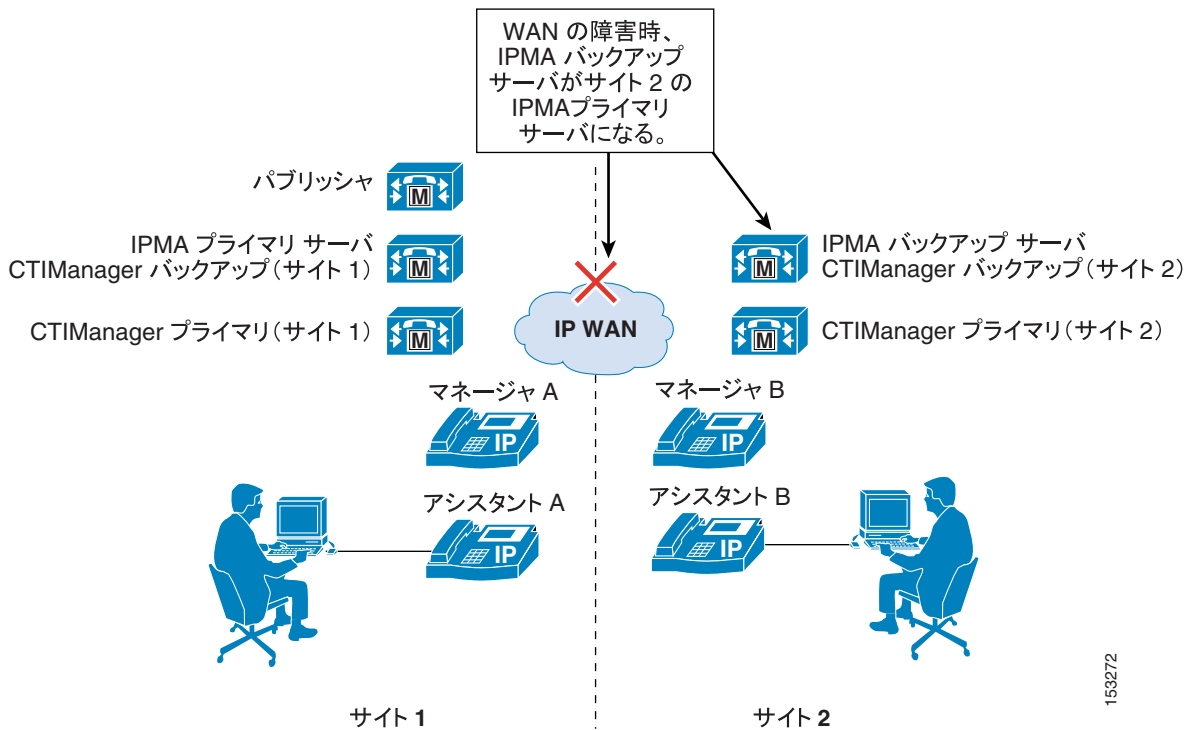 WAN の障害時、
IPMA バックアップ
サーバがサイト 2 の
IPMAプライマリ
サーバになる。
パブリッシャ
M
IPMA プライマリ サーバ
CTIManager バックアップ（サイト 1）
M
IPMA バックアップ サーバ
CTIManager バックアップ（サイト 2）
M
CTIManager プライマリ（サイト 1）
M
IP WAN
CTIManager プライマリ（サイト 2）
M
マネージャ A
IP
マネージャ B
IP
アシスタント A
IP
アシスタント B
IP
153272
サイト 1
サイト 2